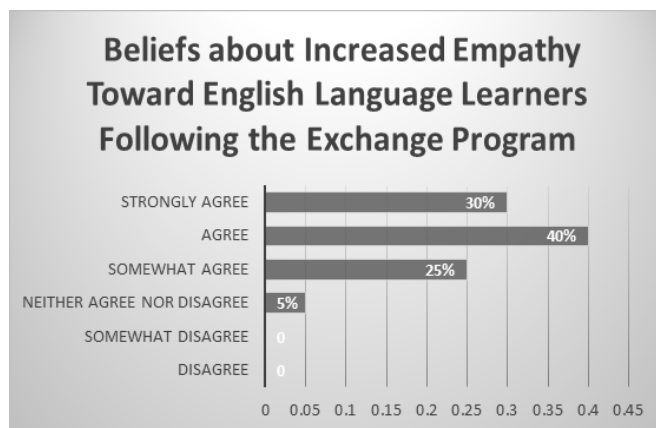 Beliefs about Increased Empathy
Toward English Language Learners
Following the Exchange Program
STRONGLY AGREE 30%
AGREE 40%
SOMEWHAT AGREE 25%
NEITHER AGREE NOR DISAGREE 5%
SOMEWHAT DISAGREE 0
DISAGREE 0
0 0.05 0.1 0.15 0.2 0.25 0.3 0.35 0.4 0.45